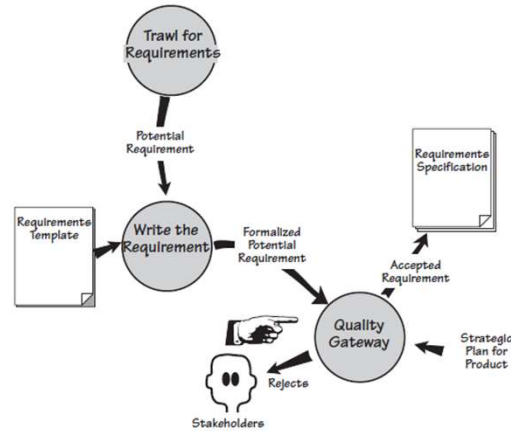 Trawl for
Requirements
Potential
Requirement
Requirements
Template
Write the
Requirement
Formalized
Potential
Requirement
Requirements
Specification
Accepted
Requirement
Quality
Gateway
Strategic
Plan for
Product
Rejects
Stakeholders